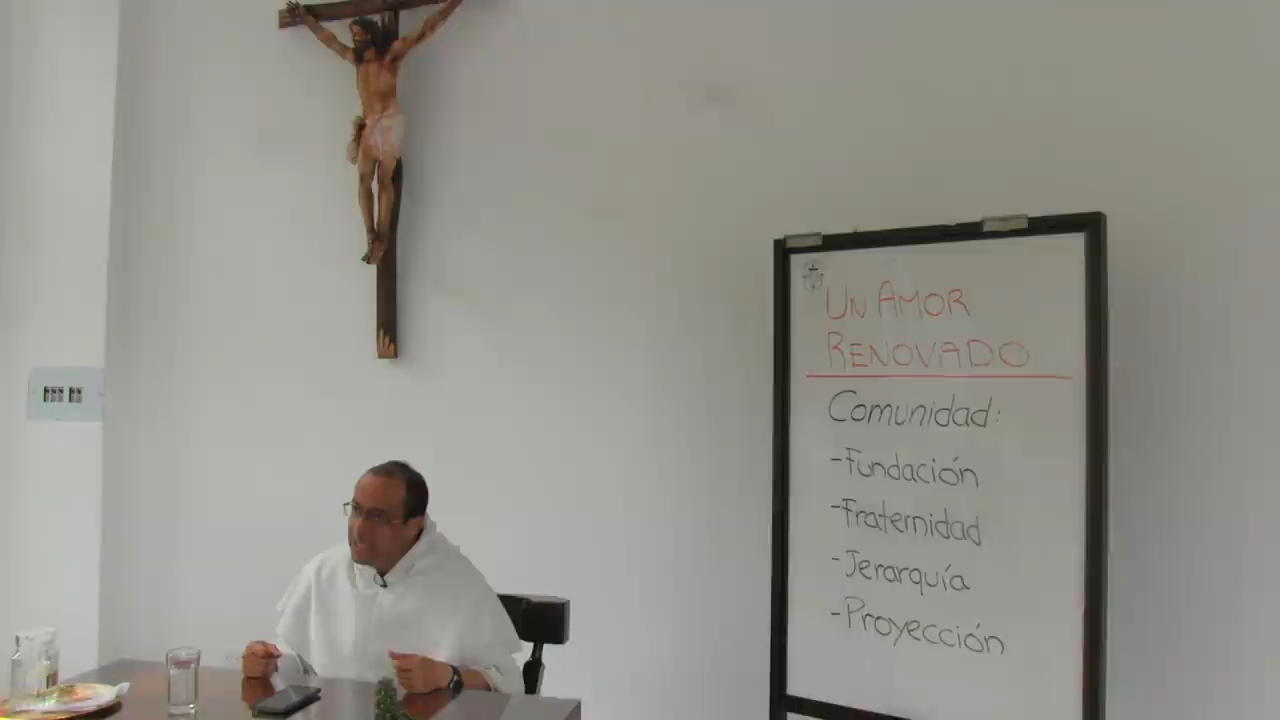 UN AMOR
RENOVADO
Comunidad:
-Fundación
-Fraternidad
-Jerarquía
-Proyección